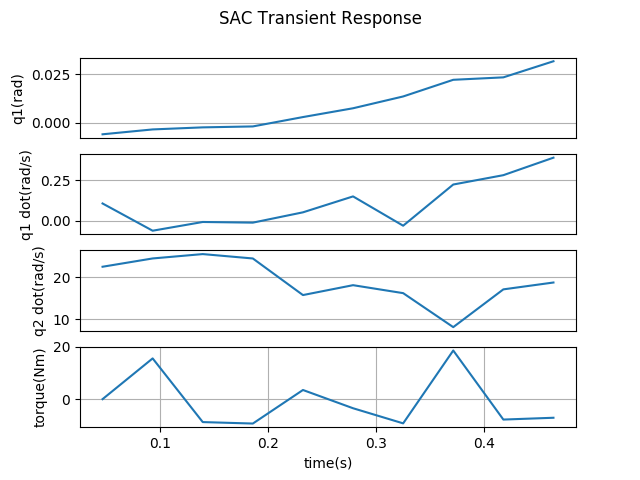 SAC Transient Response
0.025
0.000
q1(rad)
0.25
0.00
q1 dot(rad/s)
20
10
q2 dot(rad/s)
20
0
torque(Nm)
0.1 0.2 0.3 0.4
time(s)